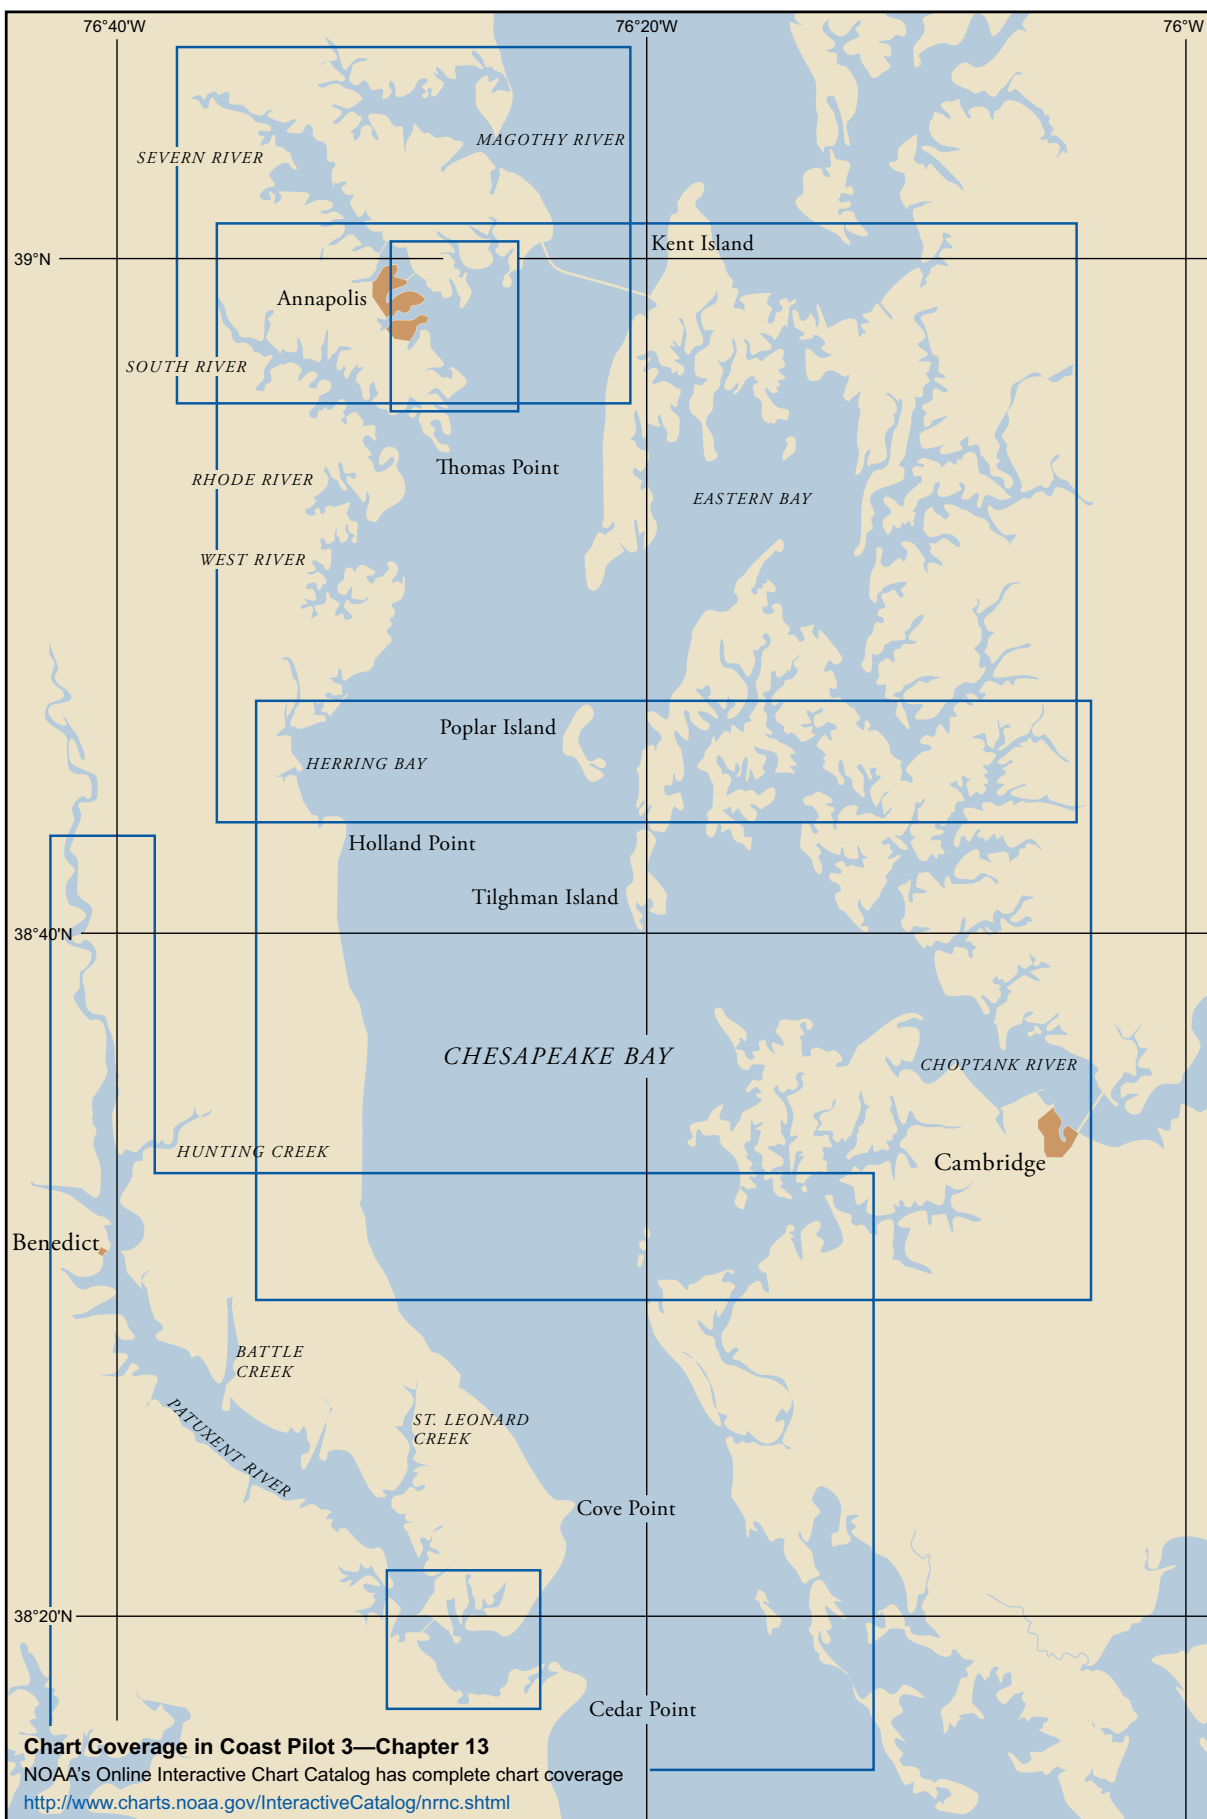 76°40'W
76°20'W
76°W
MAGOTHY RIVER
SEVERN RIVER
Kent Island
39°N
Annapolis
SOUTH RIVER
Thomas Point
RHODE RIVER
EASTERN BAY
WEST RIVER
Poplar Island
HERRING BAY
Holland Point
Tilghman Island
38°40'N
CHESAPEAKE BAY
CHOPTANK RIVER
HUNTING CREEK
Cambridge
Benedict
BATTLE
CREEK
PATUXENT RIVER
ST. LEONARD
CREEK
Cove Point
38°20'N
Cedar Point
Chart Coverage in Coast Pilot 3—Chapter 13
NOAA's Online Interactive Chart Catalog has complete chart coverage
http://www.charts.noaa.gov/InteractiveCatalog/nrnc.shtml